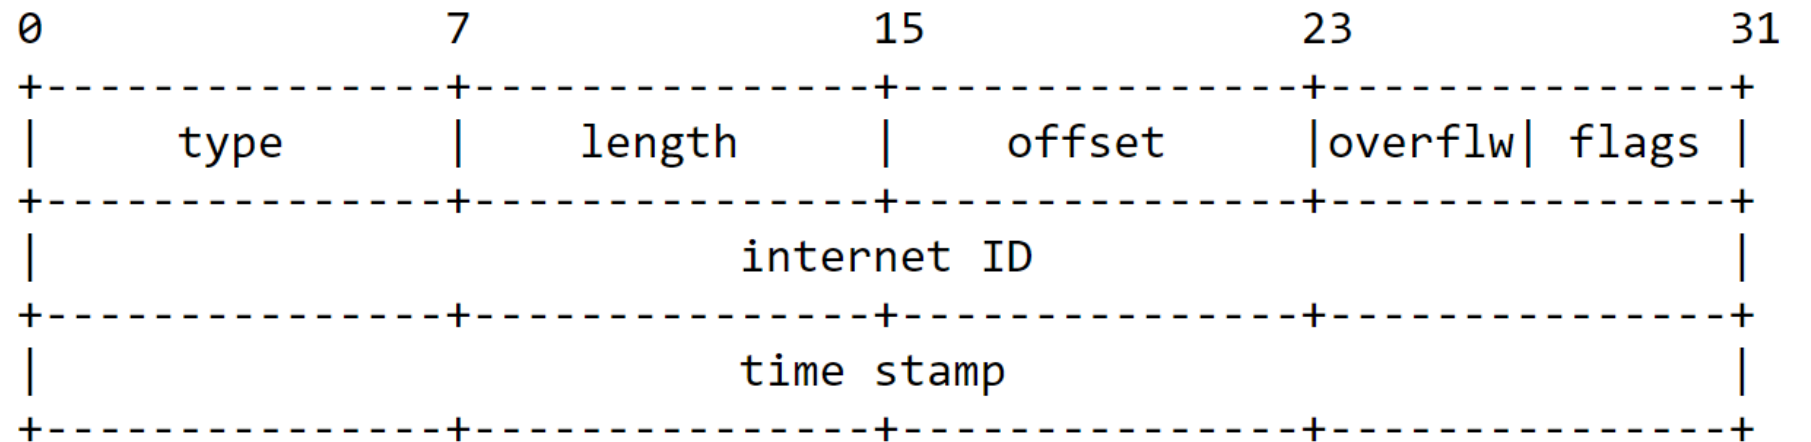 0 7 15 23 31
+---------------+---------------+---------------+---------------+
| type | length | offset |overflw| flags |
+---------------+---------------+---------------+---------------+
| internet ID |
+---------------+---------------+---------------+---------------+
| time stamp |
+---------------+---------------+---------------+---------------+